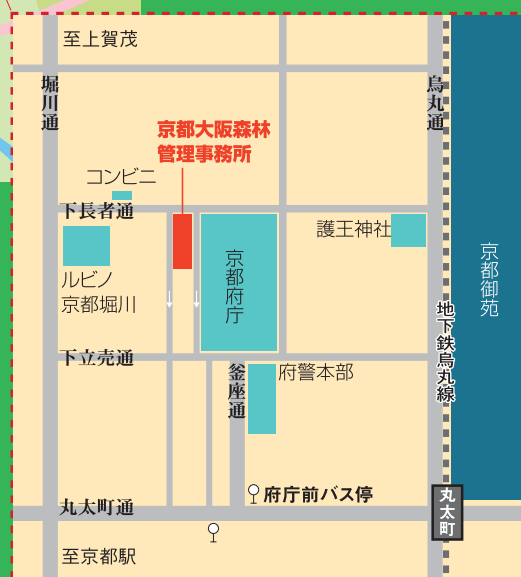 至上賀茂
堀川通
烏丸通
京都大阪森林
管理事務所
コンビニ
下長者通
護王神社
ルビノ
京都堀川
京都府庁
京都御苑
地下鉄烏丸線
下立売通
釜座通
府警本部
丸太町
府庁前バス停
丸太町通
至京都駅